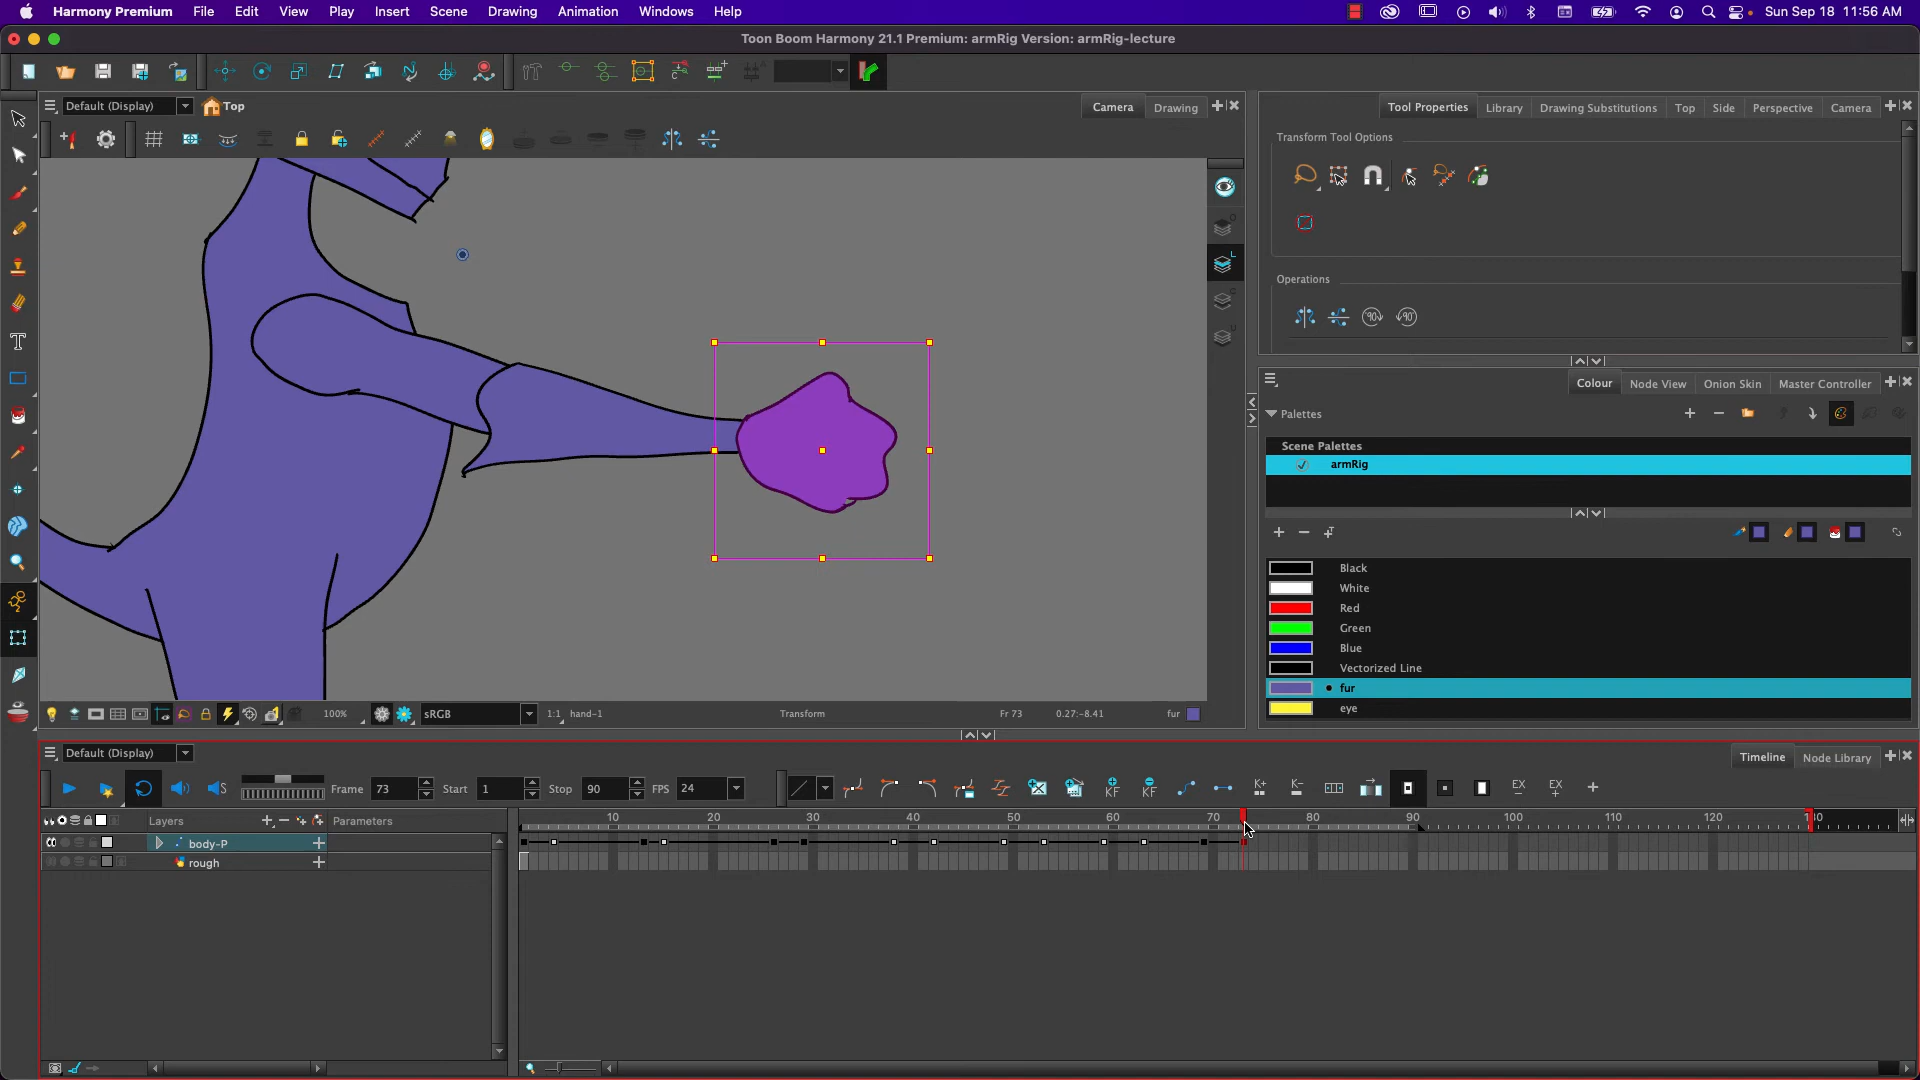 Harmony Premium File Edit View Play Insert Scene Drawing Animation Windows Help Sun Sep 18 11:56 AM
Toon Boom Harmony 21.1 Premium: armRig Version: armRig-lecture
Default (Display) Top Camera Drawing
Tool Properties Library Drawing Substitutions Top Side Perspective Camera
Transform Tool Options
Operations
Colour Node View Onion Skin Master Controller
Palettes
Scene Palettes
armRig
Black
White
Red
Green
Blue
Vectorized Line
fur
eye
100% sRGB 1:1 hand-1 Transform Fr 73 0.27:-8.41 fur
Default (Display) Timeline Node Library
Frame 73 Start 1 Stop 90 FPS 24 KF KF K+ K- EX EX
Layers Parameters 10 20 30 40 50 60 70 80 90 100 110 120
body-P
rough